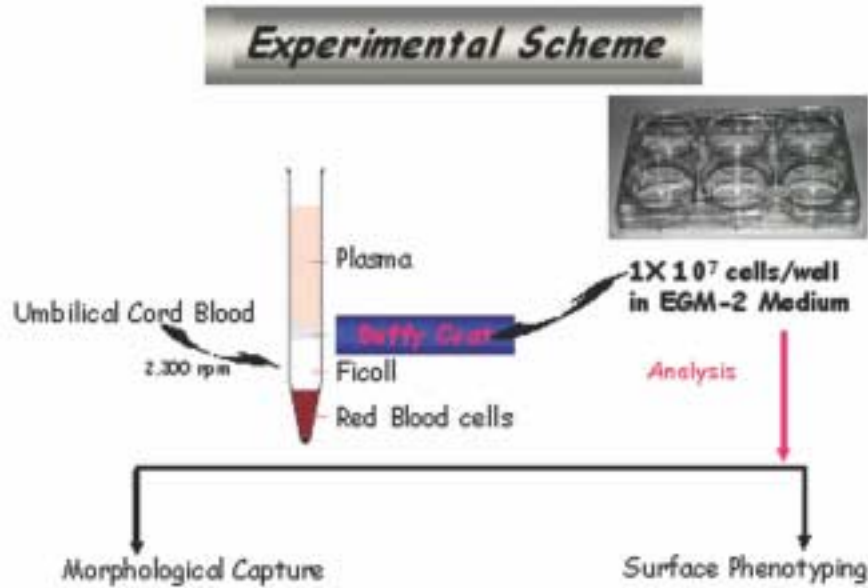 Experimental Scheme
Plasma
1X 10⁷ cells/well
in EGM-2 Medium
Umbilical Cord Blood
Buffy Coat
2.300 rpm
Ficoll
Analysis
Red Blood cells
Morphological Capture
Surface Phenotyping